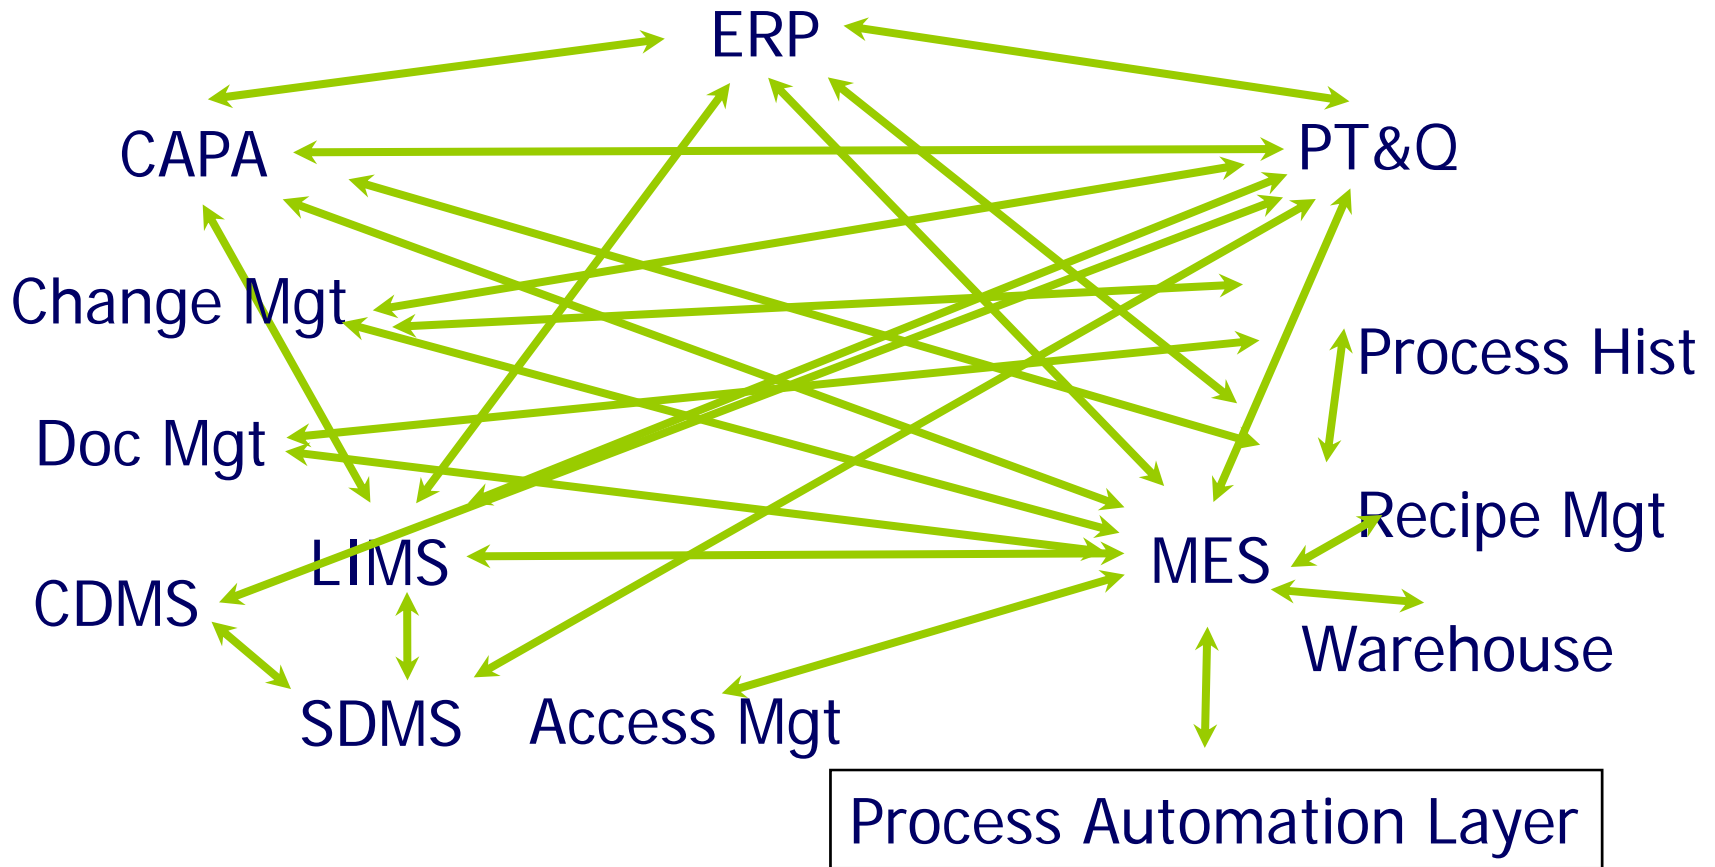 ERP
CAPA
PT&Q
Change Mgt
Process Hist
Doc Mgt
Recipe Mgt
LIMS
MES
CDMS
Warehouse
SDMS
Access Mgt
Process Automation Layer